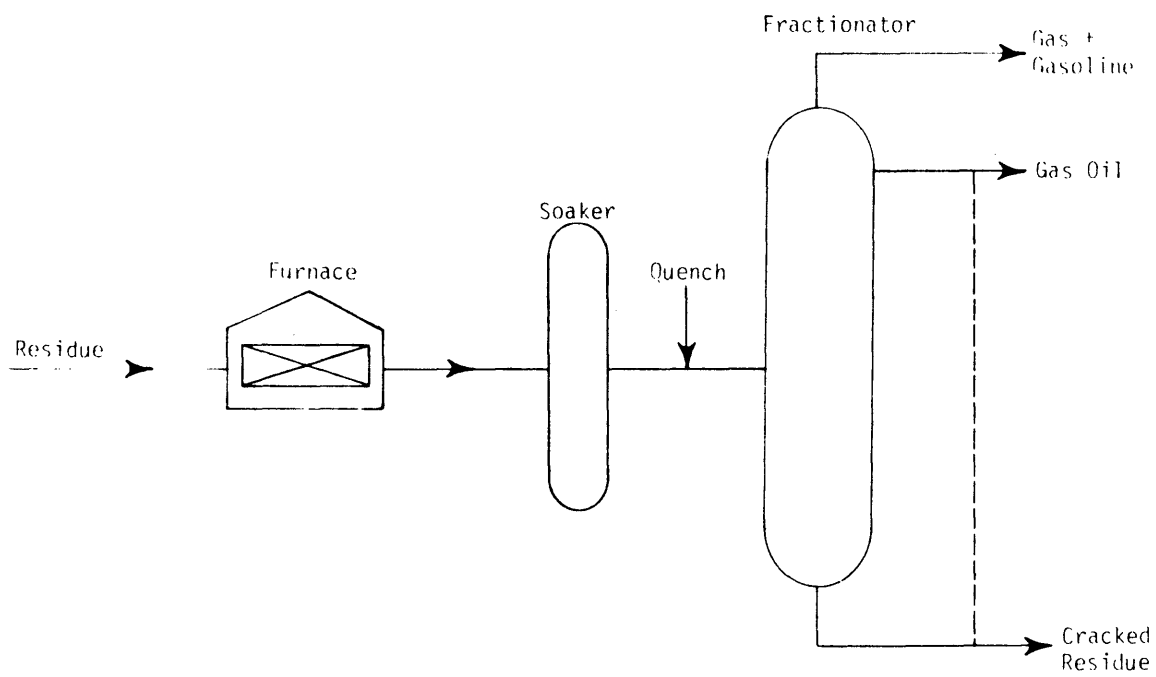 Fractionator
Gas +
Gasoline
Gas Oil
Soaker
Quench
Furnace
Residue
Cracked
Residue